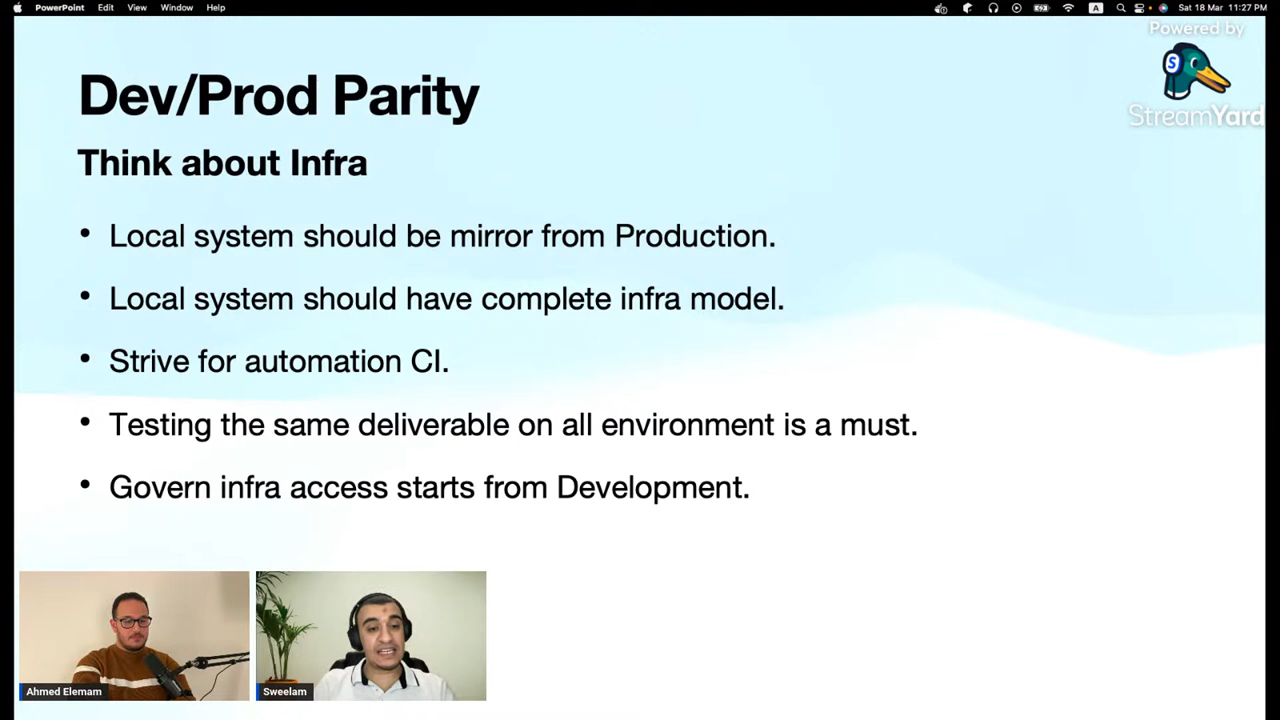 PowerPoint Edit View Window Help A Sat 18 Mar 11:27 PM
Powered by
S
StreamYard
Dev/Prod Parity
Think about Infra
• Local system should be mirror from Production.
• Local system should have complete infra model.
• Strive for automation CI.
• Testing the same deliverable on all environment is a must.
• Govern infra access starts from Development.
Ahmed Elemam
Sweelam